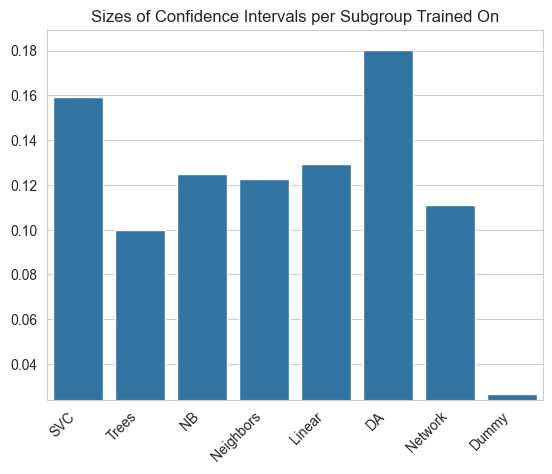 Sizes of Confidence Intervals per Subgroup Trained On
0.18
0.16
0.14
0.12
0.10
0.08
0.06
0.04
SVC
Trees
NB
Neighbors
Linear
DA
Network
Dummy